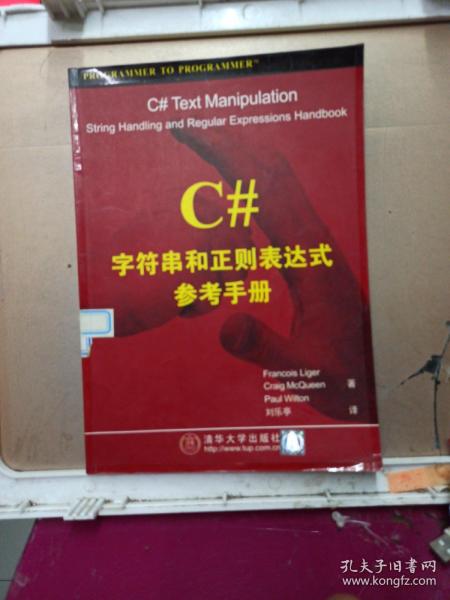 PROGRAMMER TO PROGRAMMER™
C# Text Manipulation
String Handling and Regular Expressions Handbook
C#
字符串和正则表达式
参考手册
Francois Liger
Craig McQueen 著
Paul Wilton
刘乐亭 译
清华大学出版社
http://www.tup.com.cn
孔夫子旧书网
www.kongfz.com